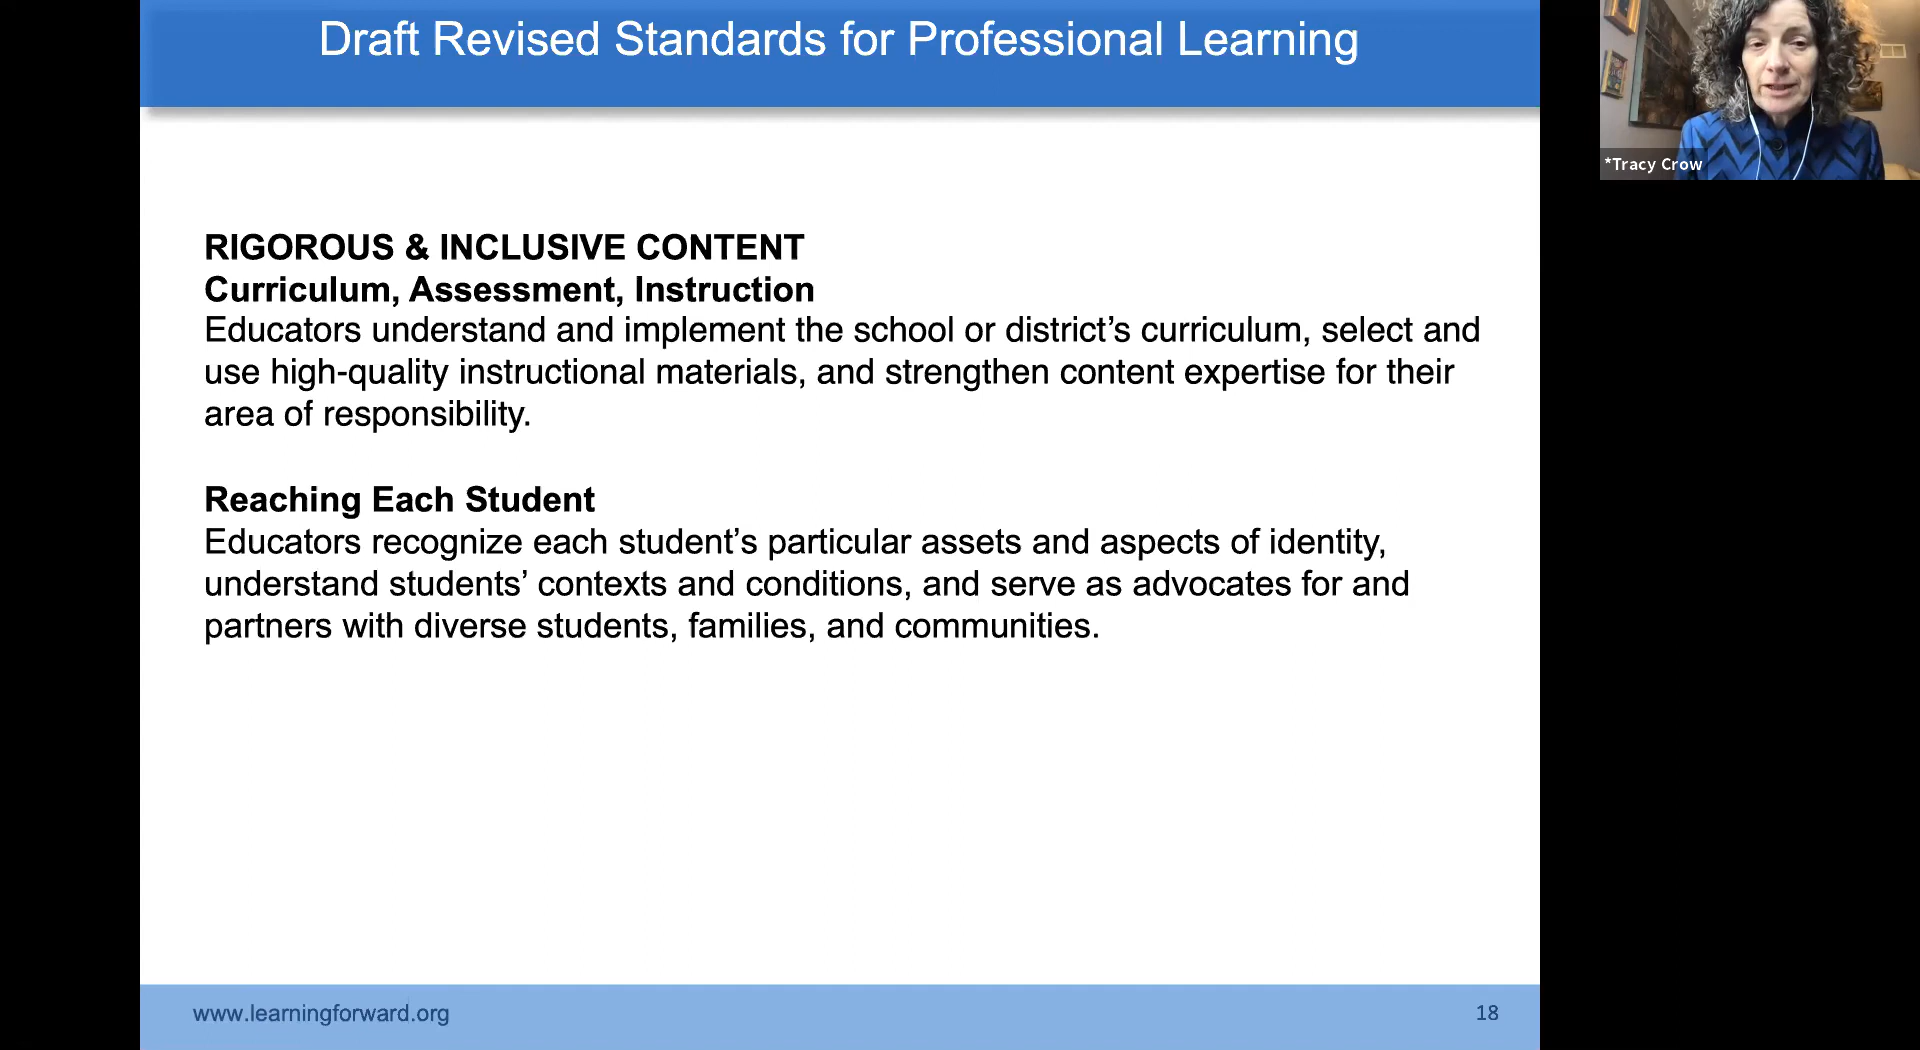 Draft Revised Standards for Professional Learning
*Tracy Crow
RIGOROUS & INCLUSIVE CONTENT
Curriculum, Assessment, Instruction
Educators understand and implement the school or district’s curriculum, select and
use high-quality instructional materials, and strengthen content expertise for their
area of responsibility.
Reaching Each Student
Educators recognize each student’s particular assets and aspects of identity,
understand students’ contexts and conditions, and serve as advocates for and
partners with diverse students, families, and communities.
www.learningforward.org
18